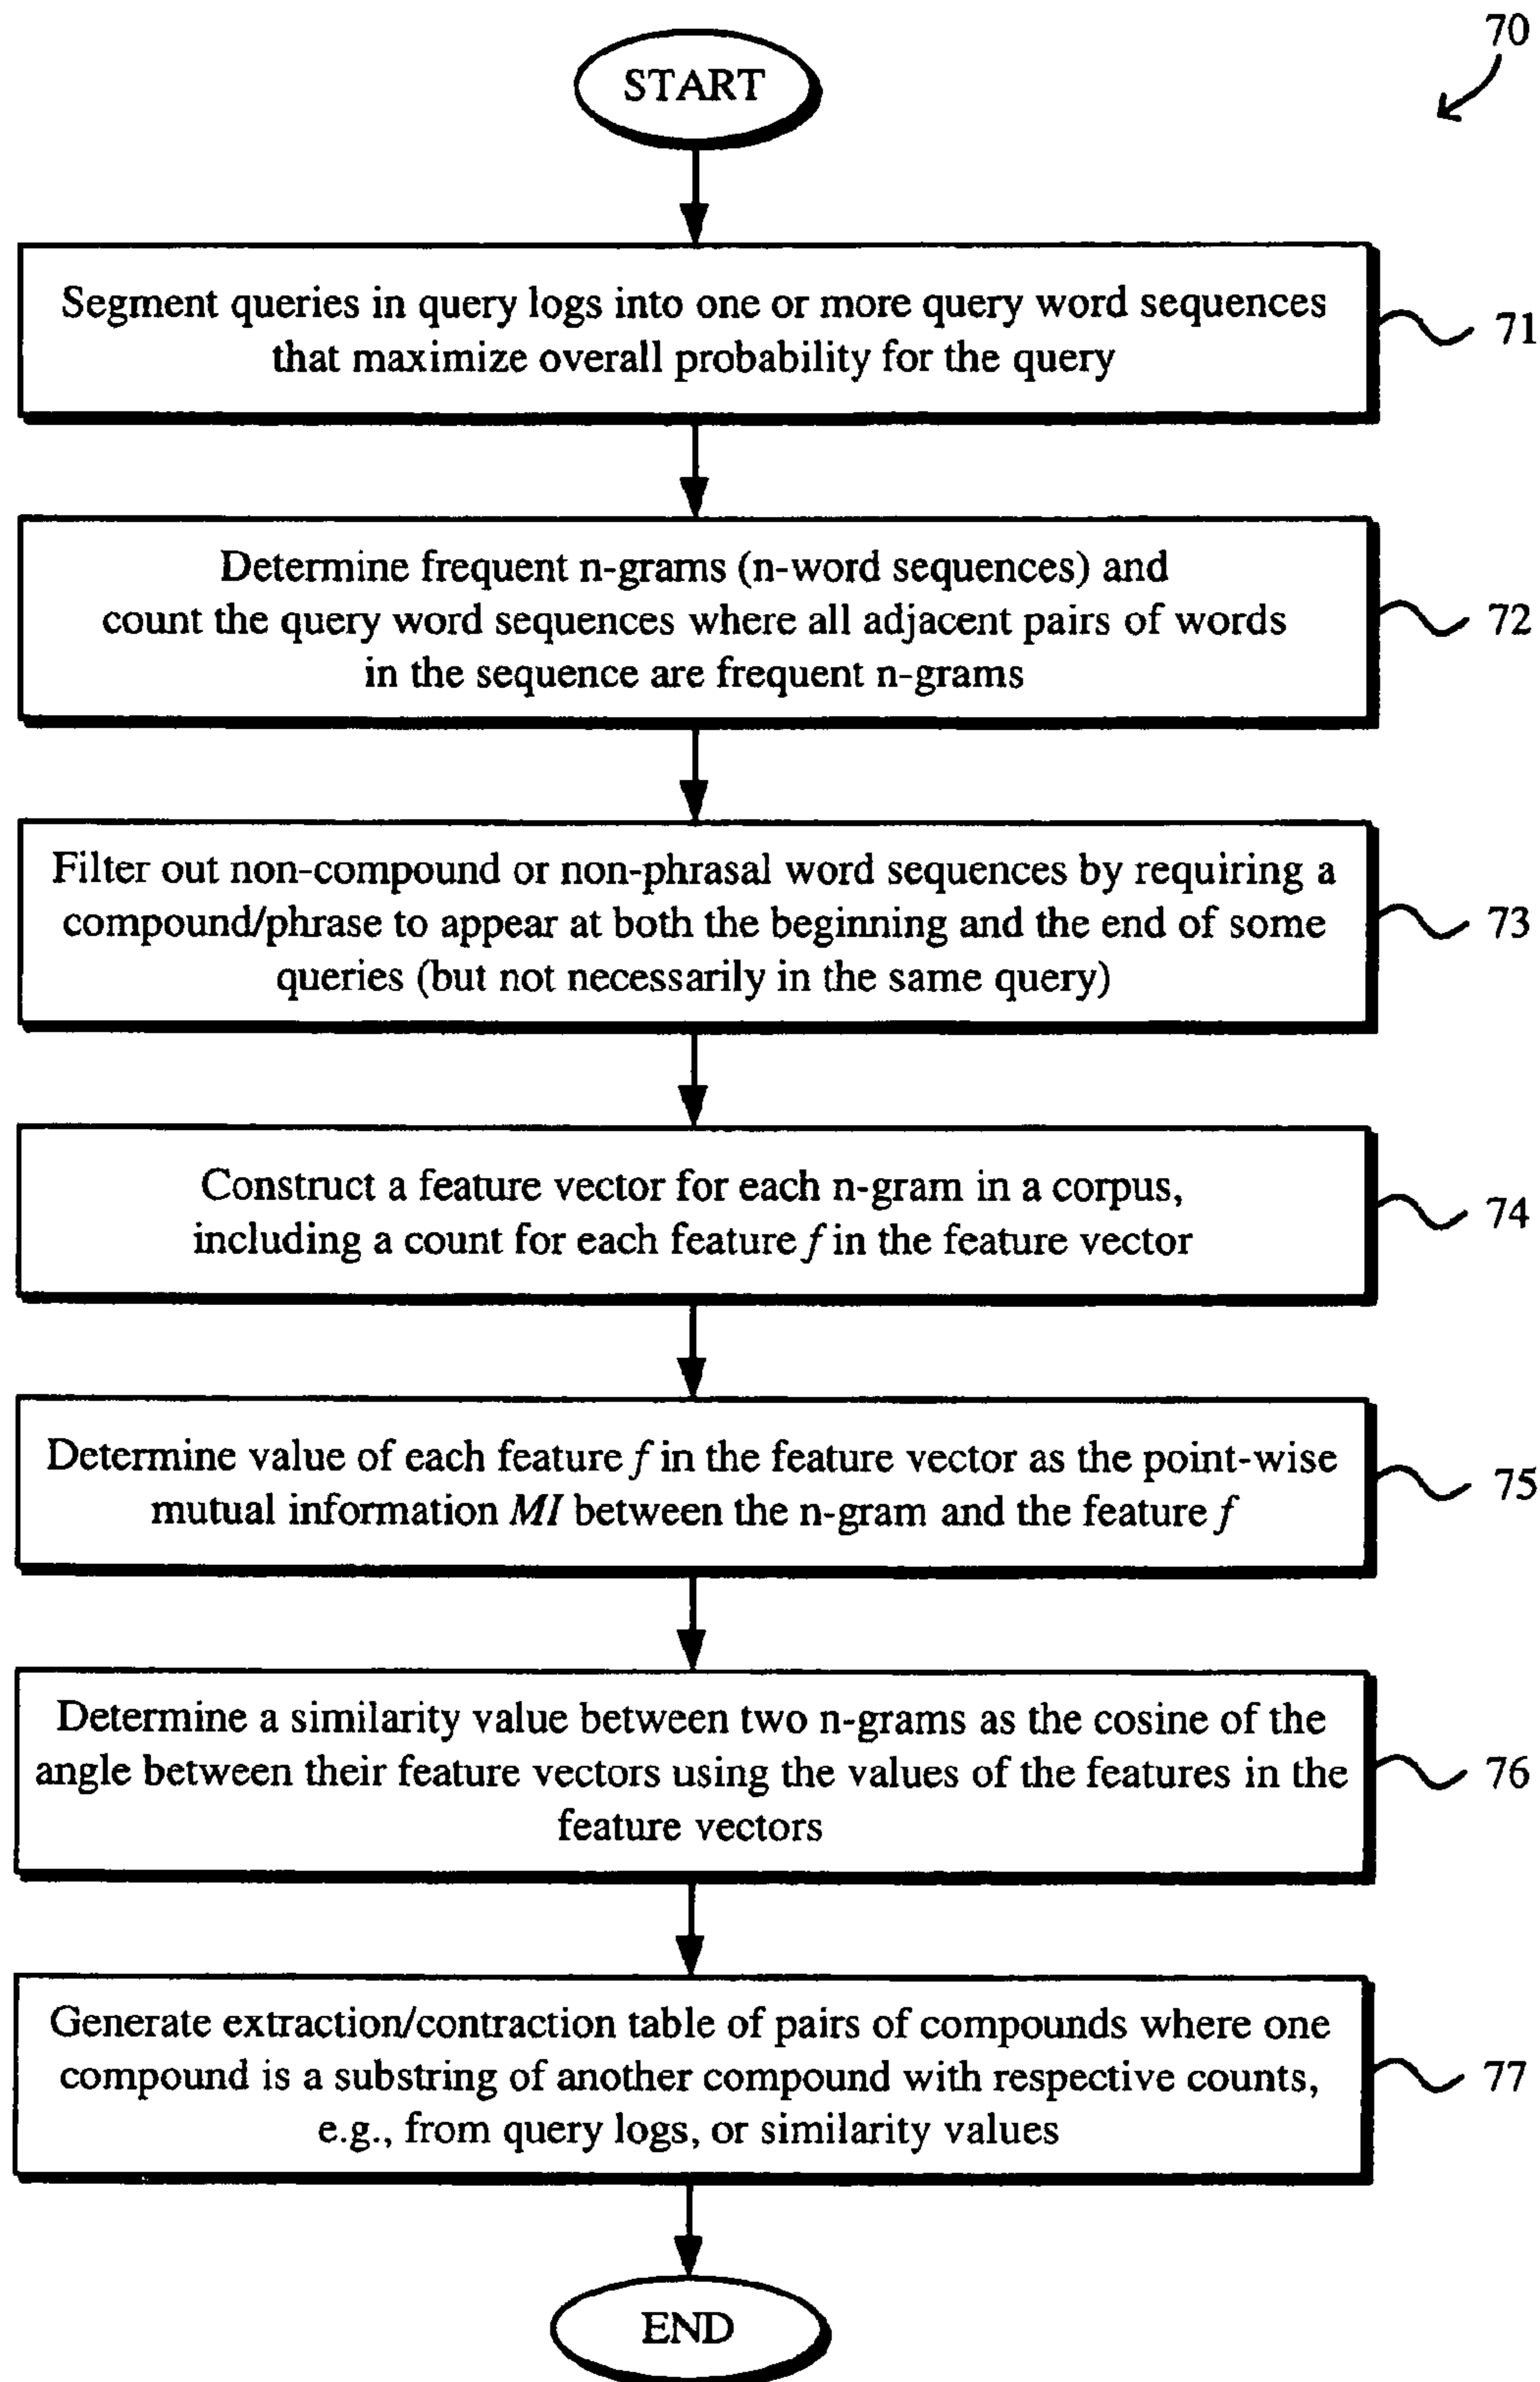 70
START
Segment queries in query logs into one or more query word sequences
that maximize overall probability for the query
71
Determine frequent n-grams (n-word sequences) and
count the query word sequences where all adjacent pairs of words
in the sequence are frequent n-grams
72
Filter out non-compound or non-phrasal word sequences by requiring a
compound/phrase to appear at both the beginning and the end of some
queries (but not necessarily in the same query)
73
Construct a feature vector for each n-gram in a corpus,
including a count for each feature f in the feature vector
74
Determine value of each feature f in the feature vector as the point-wise
mutual information MI between the n-gram and the feature f
75
Determine a similarity value between two n-grams as the cosine of the
angle between their feature vectors using the values of the features in the
feature vectors
76
Generate extraction/contraction table of pairs of compounds where one
compound is a substring of another compound with respective counts,
e.g., from query logs, or similarity values
77
END